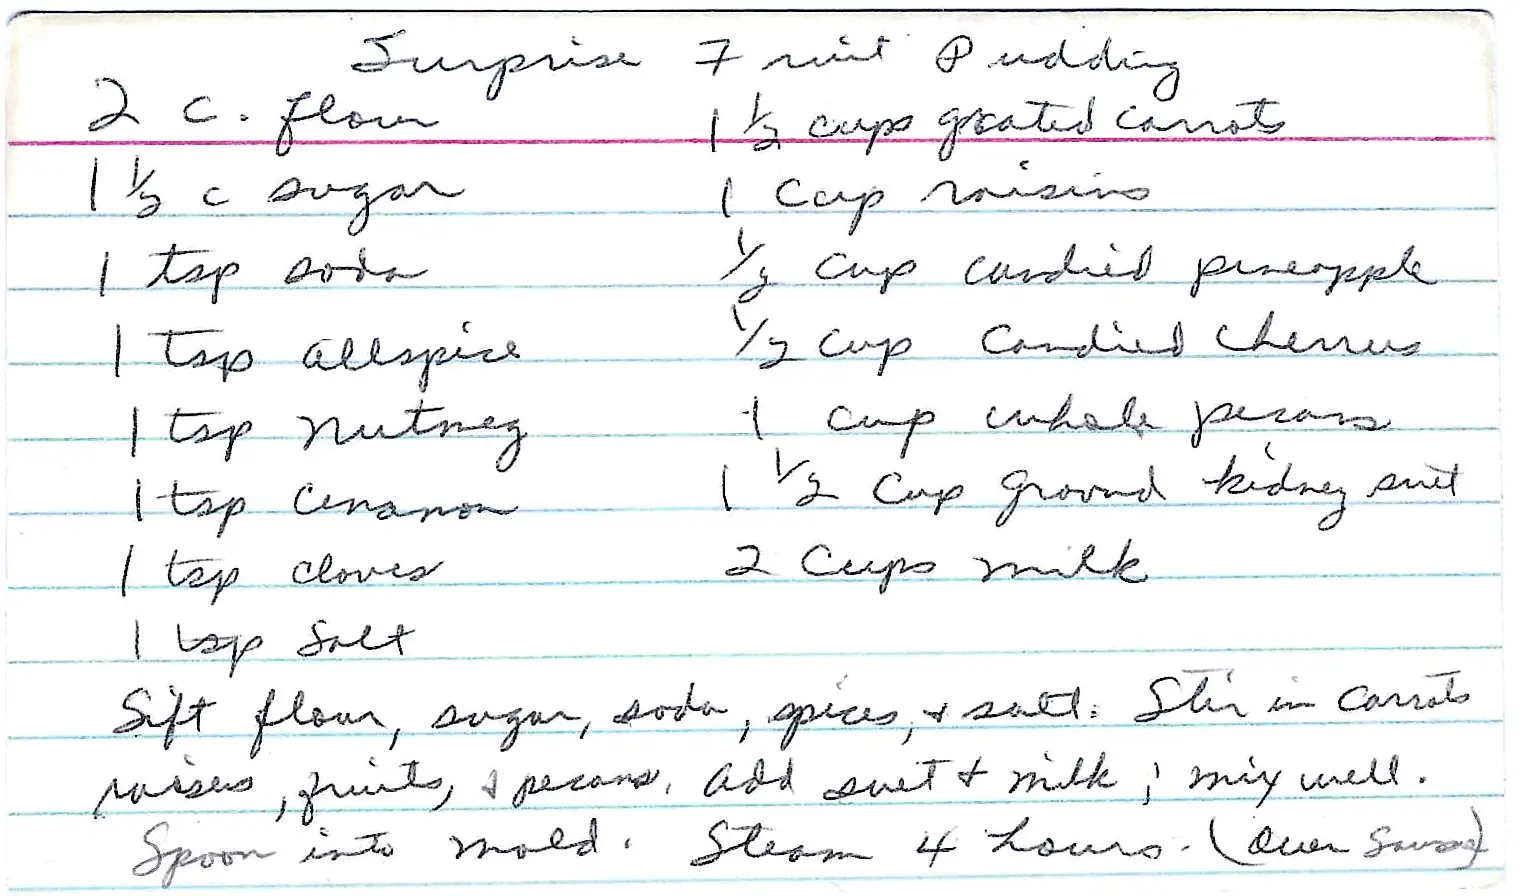 Surprise Fruit Pudding
2 c. flour
1 1/2 c sugar
1 tsp soda
1 tsp allspice
1 tsp nutmeg
1 tsp cinanon
1 tsp cloves
1 tsp salt
1 1/2 cups grated carrots
1 cup raisins
1/2 cup candied pineapple
1/2 cup candied cherries
1 cup whole pecans
1 1/2 cup ground kidney suet
2 cups milk
Sift flour, sugar, soda, spices, + salt. Stir in carrots
raisens, fruits, + pecans. Add suet + milk; mix well.
Spoon into mold. Steam 4 hours. (Over